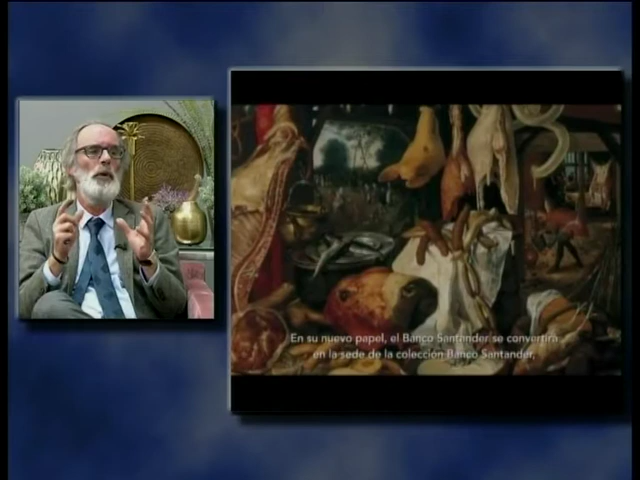 En su nuevo papel, el Banco Santander se convertirá
en la sede de la colección Banco Santander,